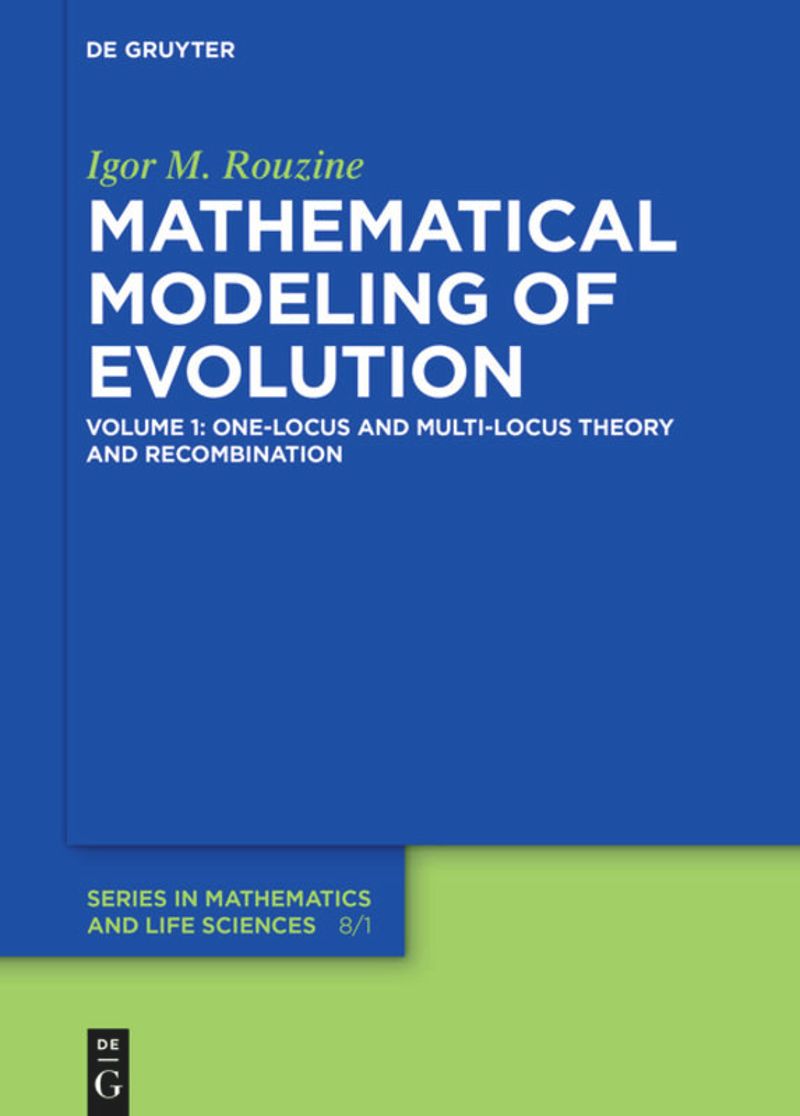 DE GRUYTER
Igor M. Rouzine
MATHEMATICAL
MODELING OF
EVOLUTION
VOLUME 1: ONE-LOCUS AND MULTI-LOCUS THEORY
AND RECOMBINATION
SERIES IN MATHEMATICS
AND LIFE SCIENCES 8/1
DE
G